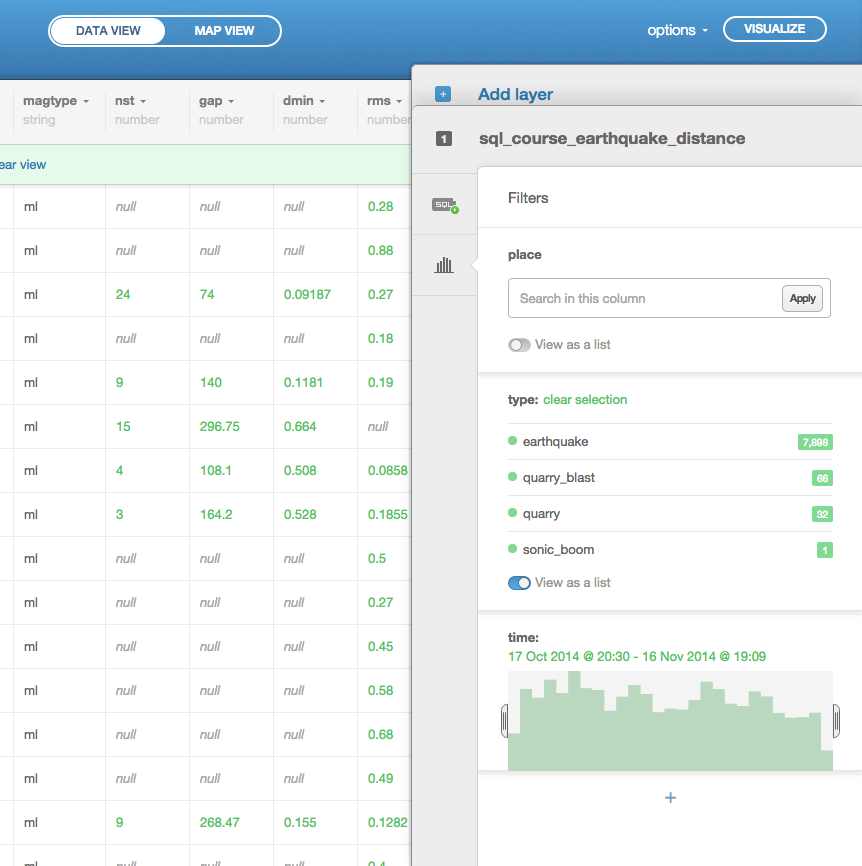 DATA VIEW MAP VIEW options VISUALIZE
Add layer
magtype nst gap dmin rms
string number number number number
1 sql_course_earthquake_distance
ear view
SQL
Filters
ml null null null 0.28
ml null null null 0.88
place
ml 24 74 0.09187 0.27
Search in this column Apply
ml null null null 0.18
View as a list
ml 9 140 0.1181 0.19
type: clear selection
ml 15 296.75 0.664 null
earthquake 7,898
ml 4 108.1 0.508 0.0858
quarry_blast 66
ml 3 164.2 0.528 0.1855
quarry 32
ml null null null 0.5
sonic_boom 1
View as a list
ml null null null 0.27
time:
ml null null null 0.45
17 Oct 2014 @ 20:30 - 16 Nov 2014 @ 19:09
ml null null null 0.58
ml null null null 0.68
ml null null null 0.49
+
ml 9 268.47 0.155 0.1282
ml null null null 0.4